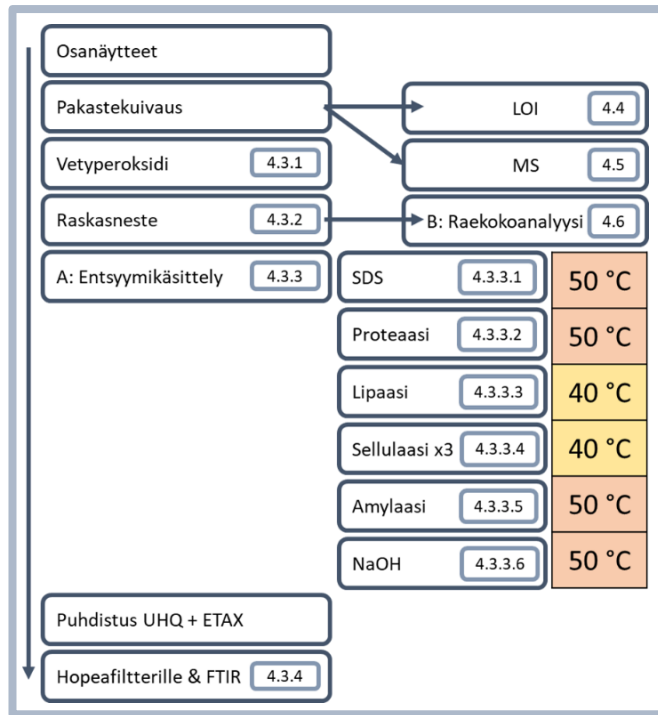 Osanäytteet
Pakastekuivaus
LOI 4.4
Vetyperoksidi 4.3.1
MS 4.5
Raskasneste 4.3.2
B: Raekokoanalyysi 4.6
A: Entsyymikäsittely 4.3.3
SDS 4.3.3.1 50 °C
Proteaasi 4.3.3.2 50 °C
Lipaasi 4.3.3.3 40 °C
Sellulaasi x3 4.3.3.4 40 °C
Amylaasi 4.3.3.5 50 °C
NaOH 4.3.3.6 50 °C
Puhdistus UHQ + ETAX
Hopeafiltterille & FTIR 4.3.4